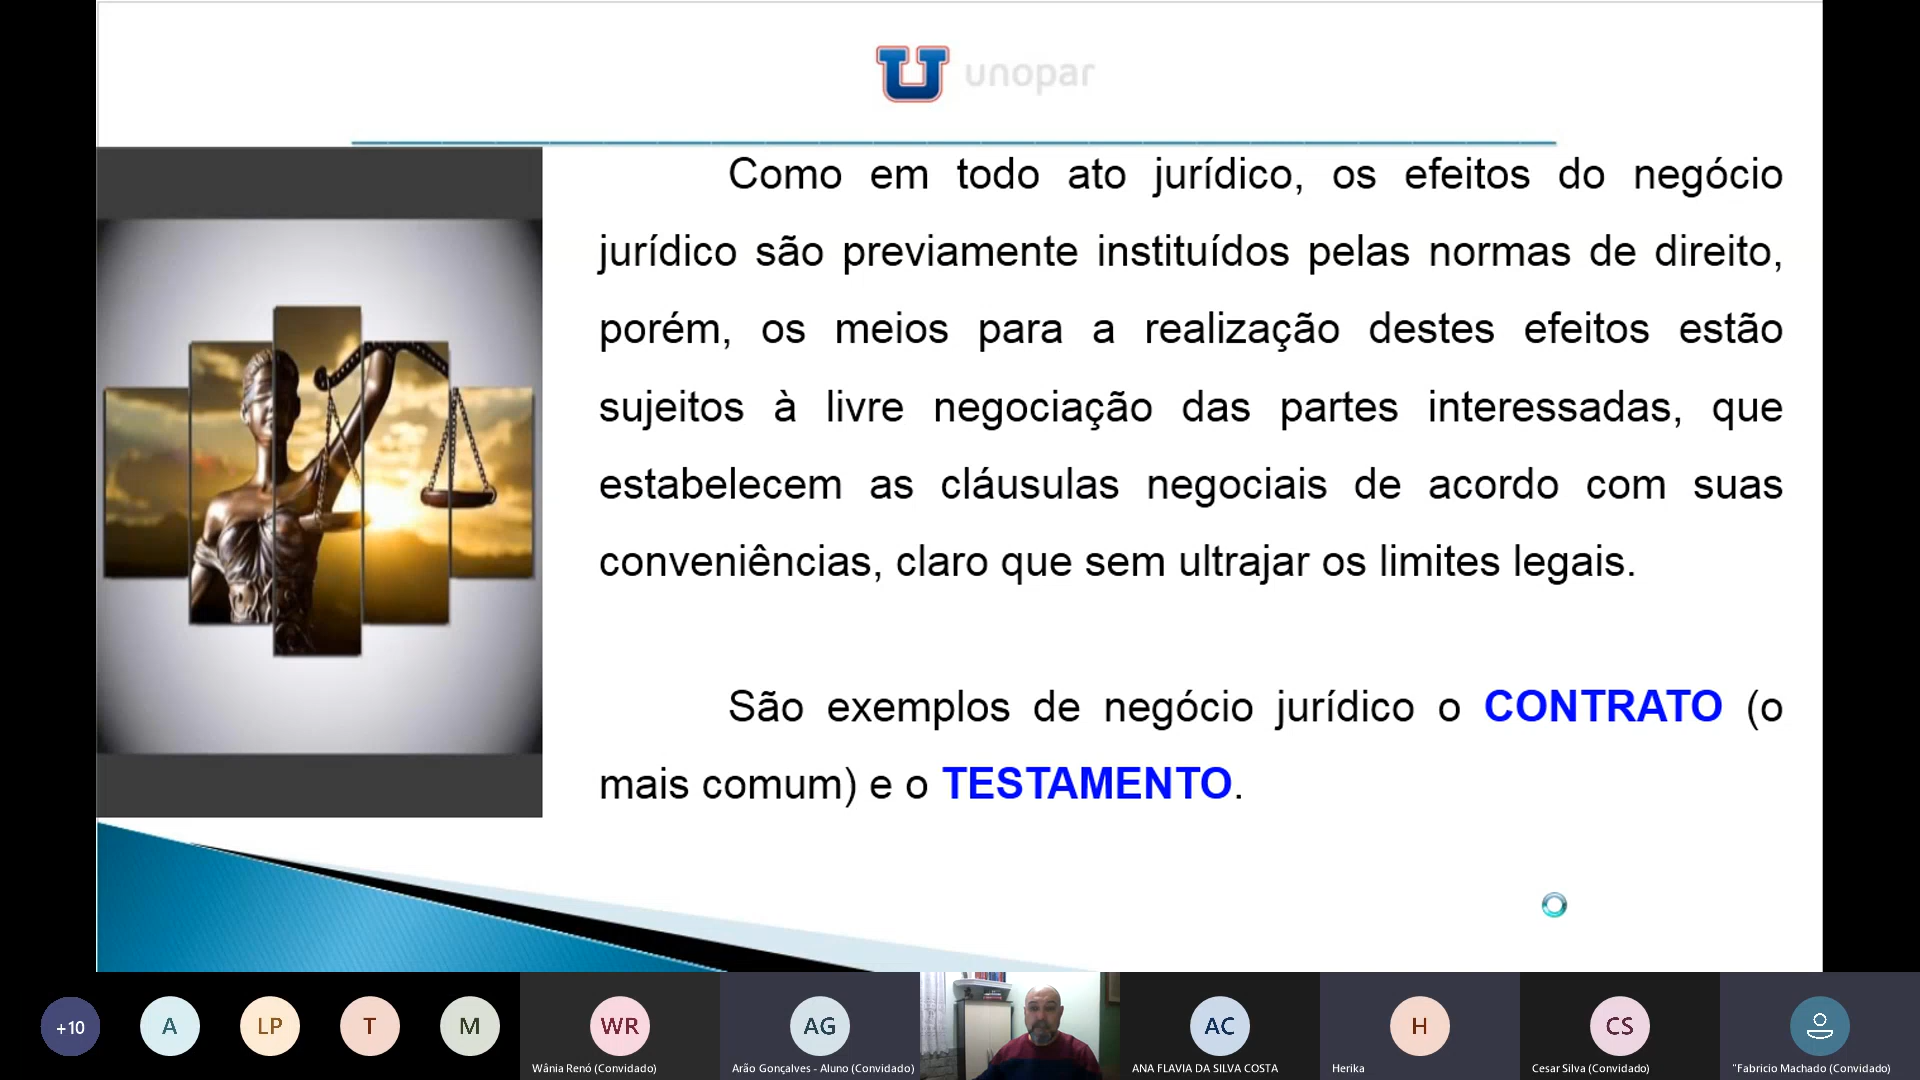 unopar
Como em todo ato jurídico, os efeitos do negócio
jurídico são previamente instituídos pelas normas de direito,
porém, os meios para a realização destes efeitos estão
sujeitos à livre negociação das partes interessadas, que
estabelecem as cláusulas negociais de acordo com suas
conveniências, claro que sem ultrajar os limites legais.
São exemplos de negócio jurídico o CONTRATO (o
mais comum) e o TESTAMENTO.
+10
A
LP
T
M
WR
AG
AC
H
CS
Wânia Renó (Convidado)
Arão Gonçalves - Aluno (Convidado)
ANA FLAVIA DA SILVA COSTA
Herika
Cesar Silva (Convidado)
"Fabricio Machado (Convidado)